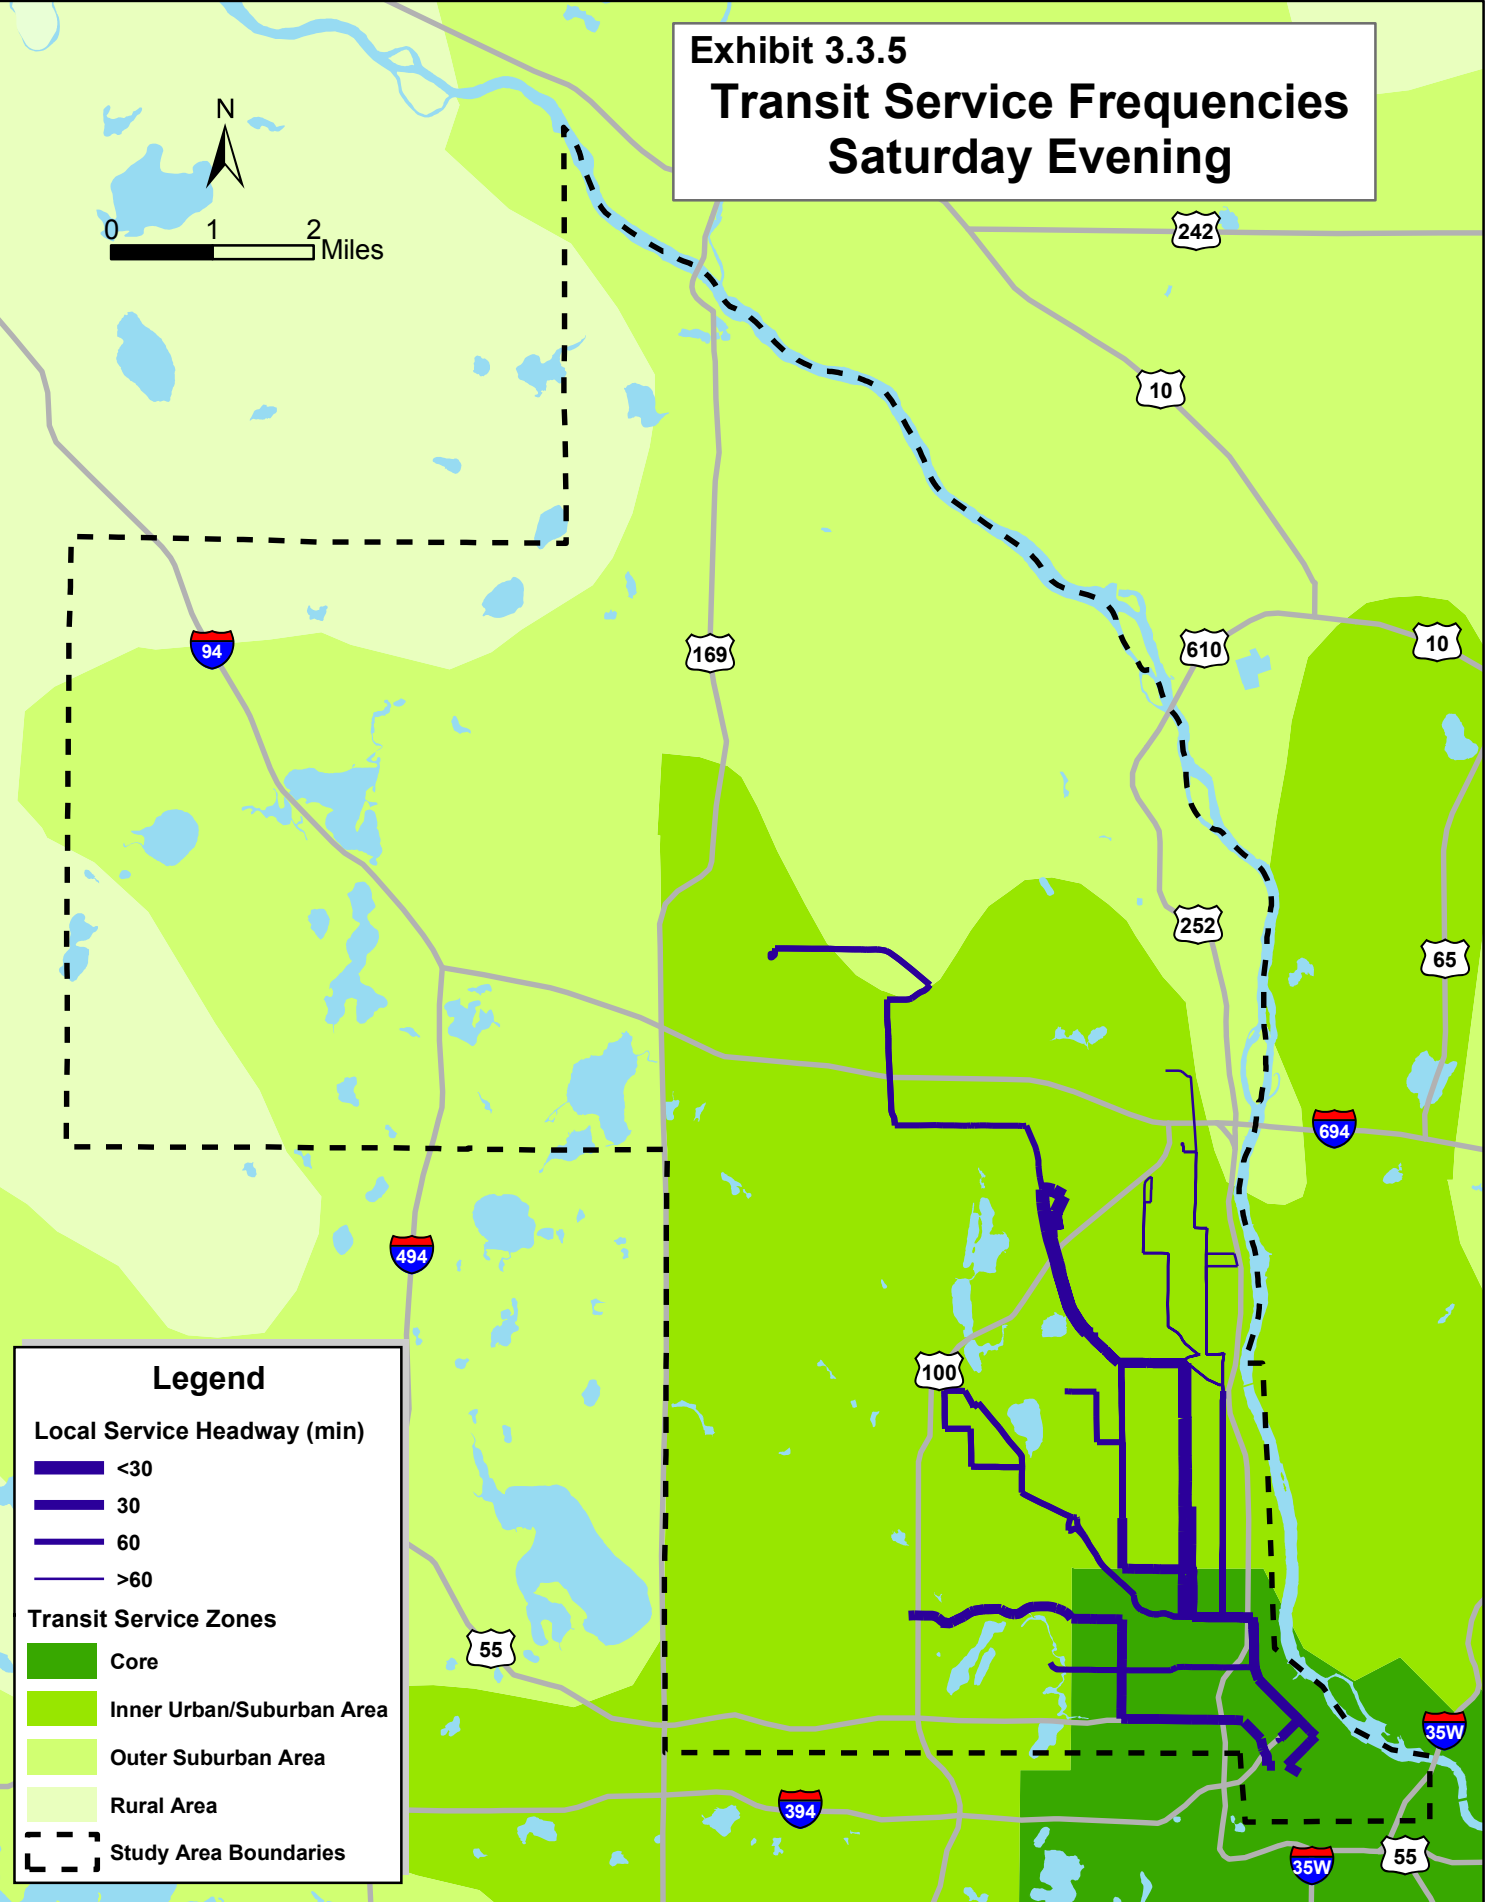 Exhibit 3.3.5
Transit Service Frequencies
Saturday Evening
N
0 1 2
Miles
242
10
94
169
610
10
252
65
694
494
100
55
35W
394
35W
55
Legend
Local Service Headway (min)
<30
30
60
>60
Transit Service Zones
Core
Inner Urban/Suburban Area
Outer Suburban Area
Rural Area
Study Area Boundaries